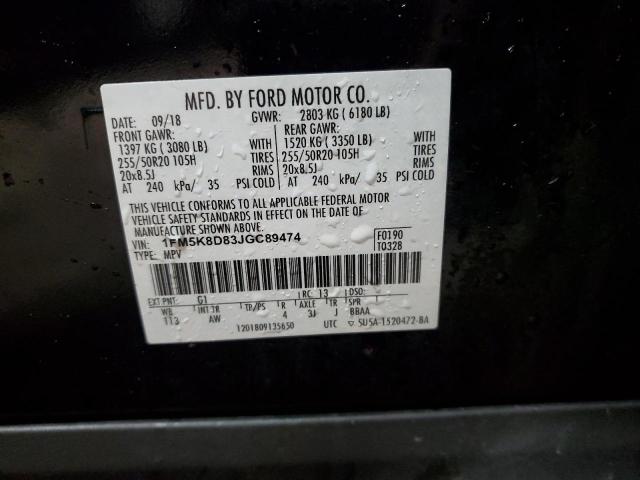 MFD. BY FORD MOTOR CO.
DATE: 09/18 GVWR: 2803 KG ( 6180 LB)
FRONT GAWR: REAR GAWR:
1397 KG ( 3080 LB) WITH 1520 KG ( 3350 LB) WITH
255/50R20 105H TIRES 255/50R20 105H TIRES
20x8.5J RIMS 20x8.5J RIMS
AT 240 kPa/ 35 PSI COLD AT 240 kPa/ 35 PSI COLD
THIS VEHICLE CONFORMS TO ALL APPLICABLE FEDERAL MOTOR
VEHICLE SAFETY STANDARDS IN EFFECT ON THE DATE OF
MANUFACTURE SHOWN ABOVE.
VIN: 1FM5K8D83JGC89474 F0190
TYPE: MPV T0328
EXT PNT: G1 RC: 13 DSO:
WB INT TR TP/PS R AXLE TR SPR
113 AW 4 3J J BBAA
1201809135650 UTC ▽ 5U5A-1520472-BA